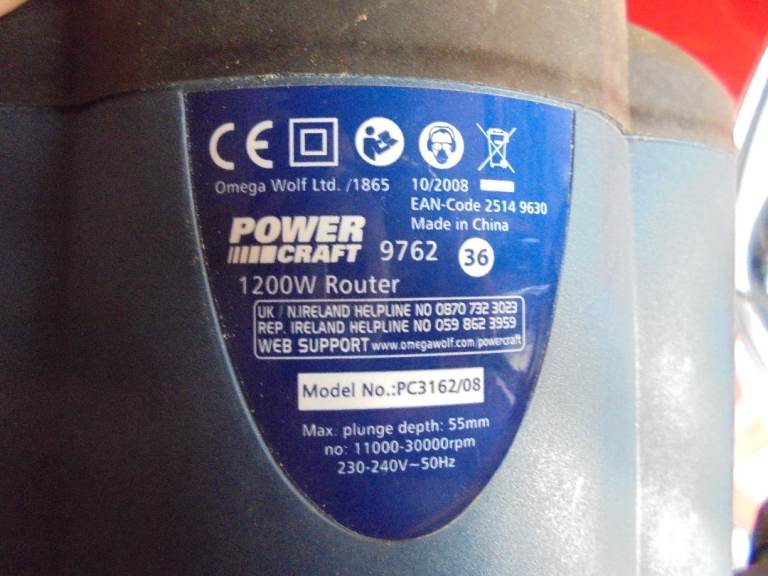 CE
Omega Wolf Ltd. /1865 10/2008
EAN-Code 2514 9630
Made in China
POWER CRAFT 9762 36
1200W Router
UK / N.IRELAND HELPLINE NO 0870 732 3023
REP. IRELAND HELPLINE NO 059 862 3959
WEB SUPPORT www.omegawolf.com/powercraft
Model No.:PC3162/08
Max. plunge depth: 55mm
no: 11000-30000rpm
230-240V~50Hz